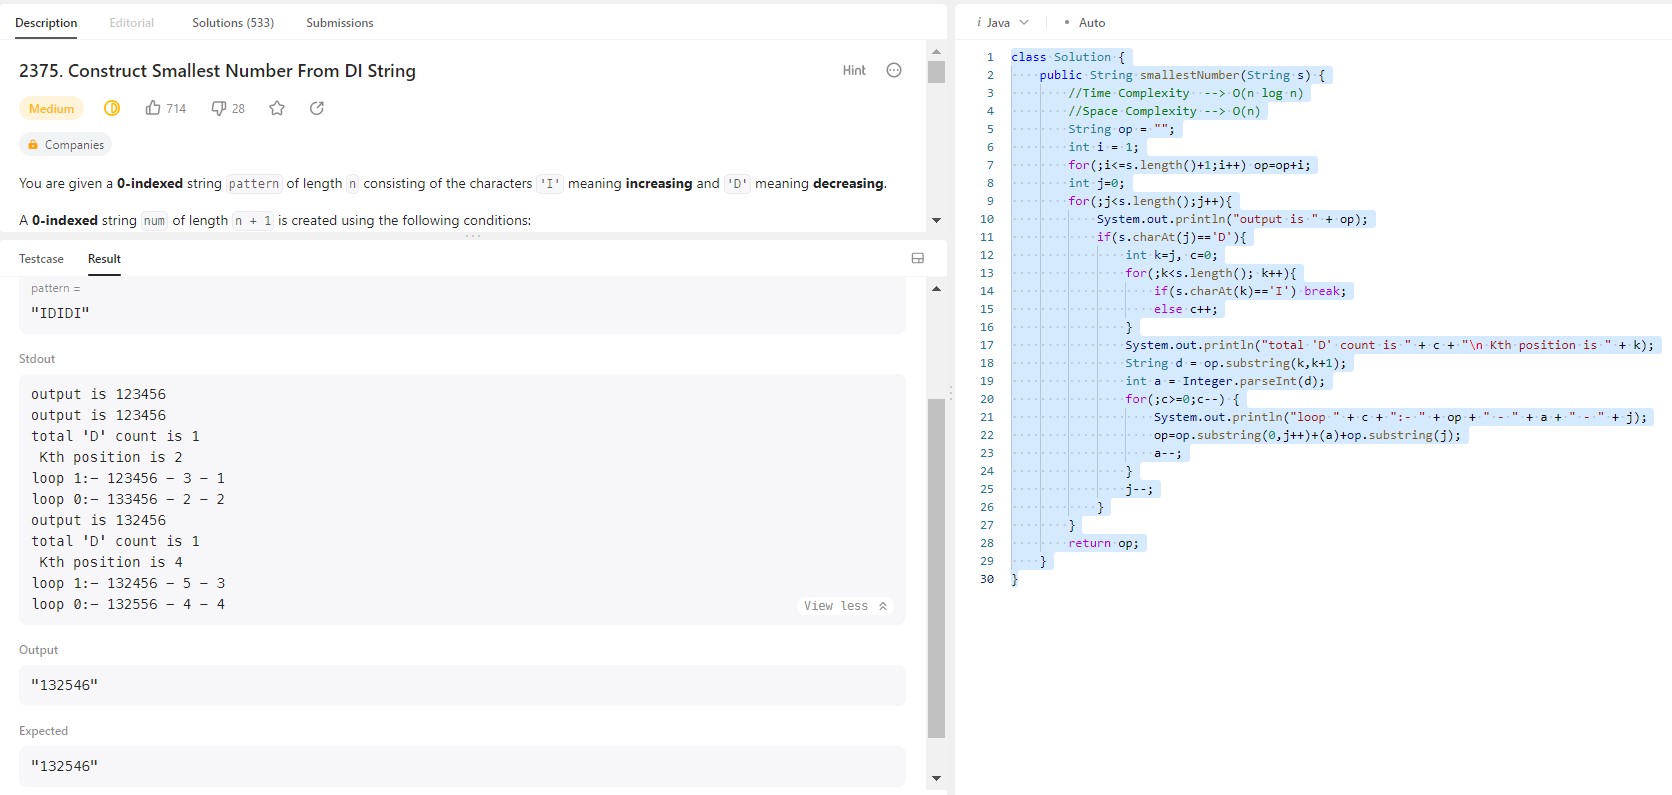 Description Editorial Solutions (533) Submissions
2375. Construct Smallest Number From DI String
Hint
Medium 714 28
Companies
You are given a 0-indexed string pattern of length n consisting of the characters 'I' meaning increasing and 'D' meaning decreasing.
A 0-indexed string num of length n + 1 is created using the following conditions:
Testcase Result
pattern =
"IDIDI"
Stdout
output is 123456
output is 123456
total 'D' count is 1
Kth position is 2
loop 1:- 123456 - 3 - 1
loop 0:- 133456 - 2 - 2
output is 132456
total 'D' count is 1
Kth position is 4
loop 1:- 132456 - 5 - 3
loop 0:- 132556 - 4 - 4
View less
Output
"132546"
Expected
"132546"
i Java • Auto
1 class Solution {
2 public String smallestNumber(String s) {
3 //Time Complexity --> O(n log n)
4 //Space Complexity --> O(n)
5 String op = "";
6 int i = 1;
7 for(;i<=s.length()+1;i++) op=op+i;
8 int j=0;
9 for(;j<s.length();j++){
10 System.out.println("output is " + op);
11 if(s.charAt(j)=='D'){
12 int k=j, c=0;
13 for(;k<s.length(); k++){
14 if(s.charAt(k)=='I') break;
15 else c++;
16 }
17 System.out.println("total 'D' count is " + c + "\n Kth position is " + k);
18 String d = op.substring(k,k+1);
19 int a = Integer.parseInt(d);
20 for(;c>=0;c--) {
21 System.out.println("loop " + c + ":- " + op + " - " + a + " - " + j);
22 op=op.substring(0,j++)+(a)+op.substring(j);
23 a--;
24 }
25 j--;
26 }
27 }
28 return op;
29 }
30 }